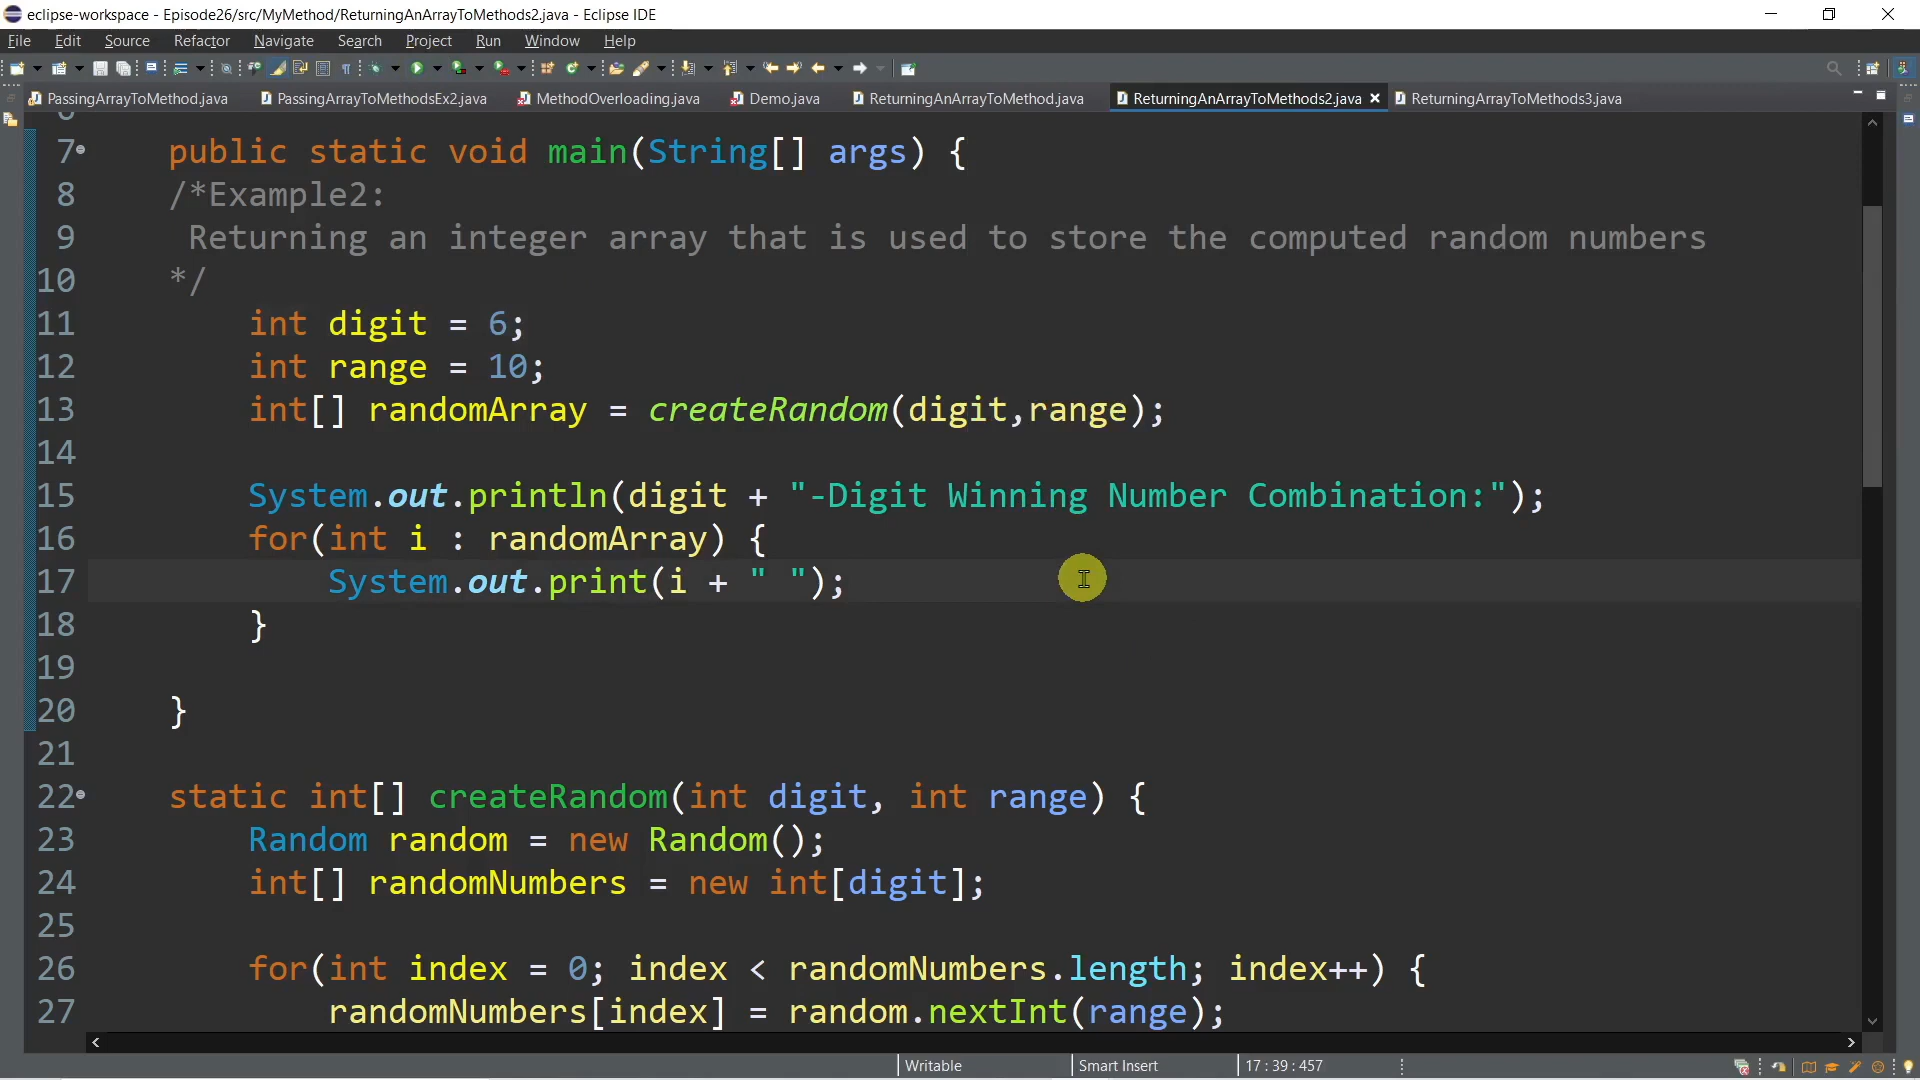 eclipse-workspace - Episode26/src/MyMethod/ReturningAnArrayToMethods2.java - Eclipse IDE
File Edit Source Refactor Navigate Search Project Run Window Help
PassingArrayToMethod.java PassingArrayToMethodsEx2.java MethodOverloading.java Demo.java ReturningAnArrayToMethod.java ReturningAnArrayToMethods2.java ReturningArrayToMethods3.java
7 public static void main(String[] args) {
8 /*Example2:
9 Returning an integer array that is used to store the computed random numbers
10 */
11 int digit = 6;
12 int range = 10;
13 int[] randomArray = createRandom(digit,range);
14
15 System.out.println(digit + "-Digit Winning Number Combination:");
16 for(int i : randomArray) {
17 System.out.print(i + " ");
18 }
19
20 }
21
22 static int[] createRandom(int digit, int range) {
23 Random random = new Random();
24 int[] randomNumbers = new int[digit];
25
26 for(int index = 0; index < randomNumbers.length; index++) {
27 randomNumbers[index] = random.nextInt(range);
Writable Smart Insert 17 : 39 : 457